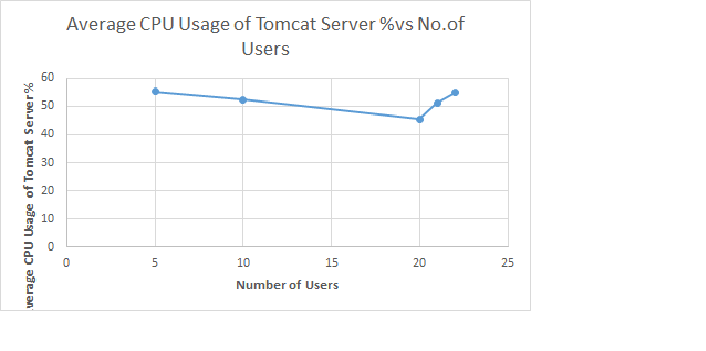 Average CPU Usage of Tomcat Server %vs No.of
Users
60
50
40
30
20
10
0
verage CPU Usage of Tomcat Server%
0 5 10 15 20 25
Number of Users